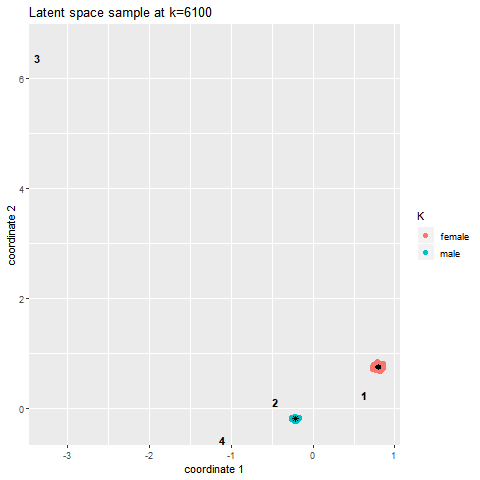 Latent space sample at k=6100
3
6
4
2
0
1
2
4
coordinate 2
-3
-2
-1
0
1
coordinate 1
K
female
male